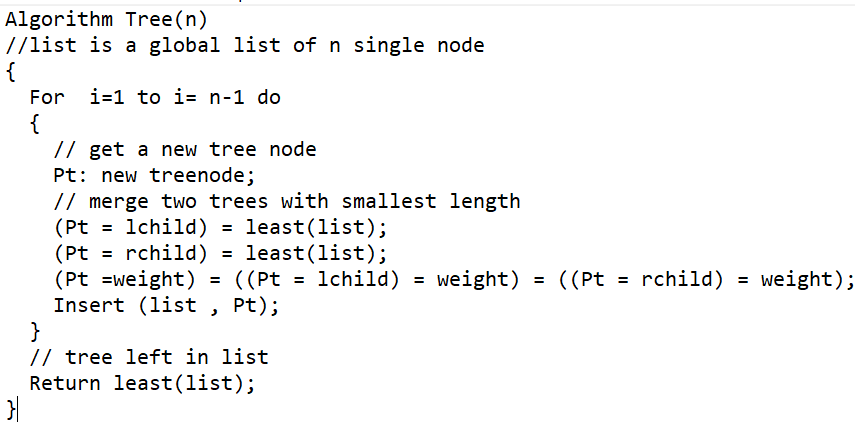 Algorithm Tree(n)
//list is a global list of n single node
{
For i=1 to i= n-1 do
{
// get a new tree node
Pt: new treenode;
// merge two trees with smallest length
(Pt = lchild) = least(list);
(Pt = rchild) = least(list);
(Pt =weight) = ((Pt = lchild) = weight) = ((Pt = rchild) = weight);
Insert (list , Pt);
}
// tree left in list
Return least(list);
}